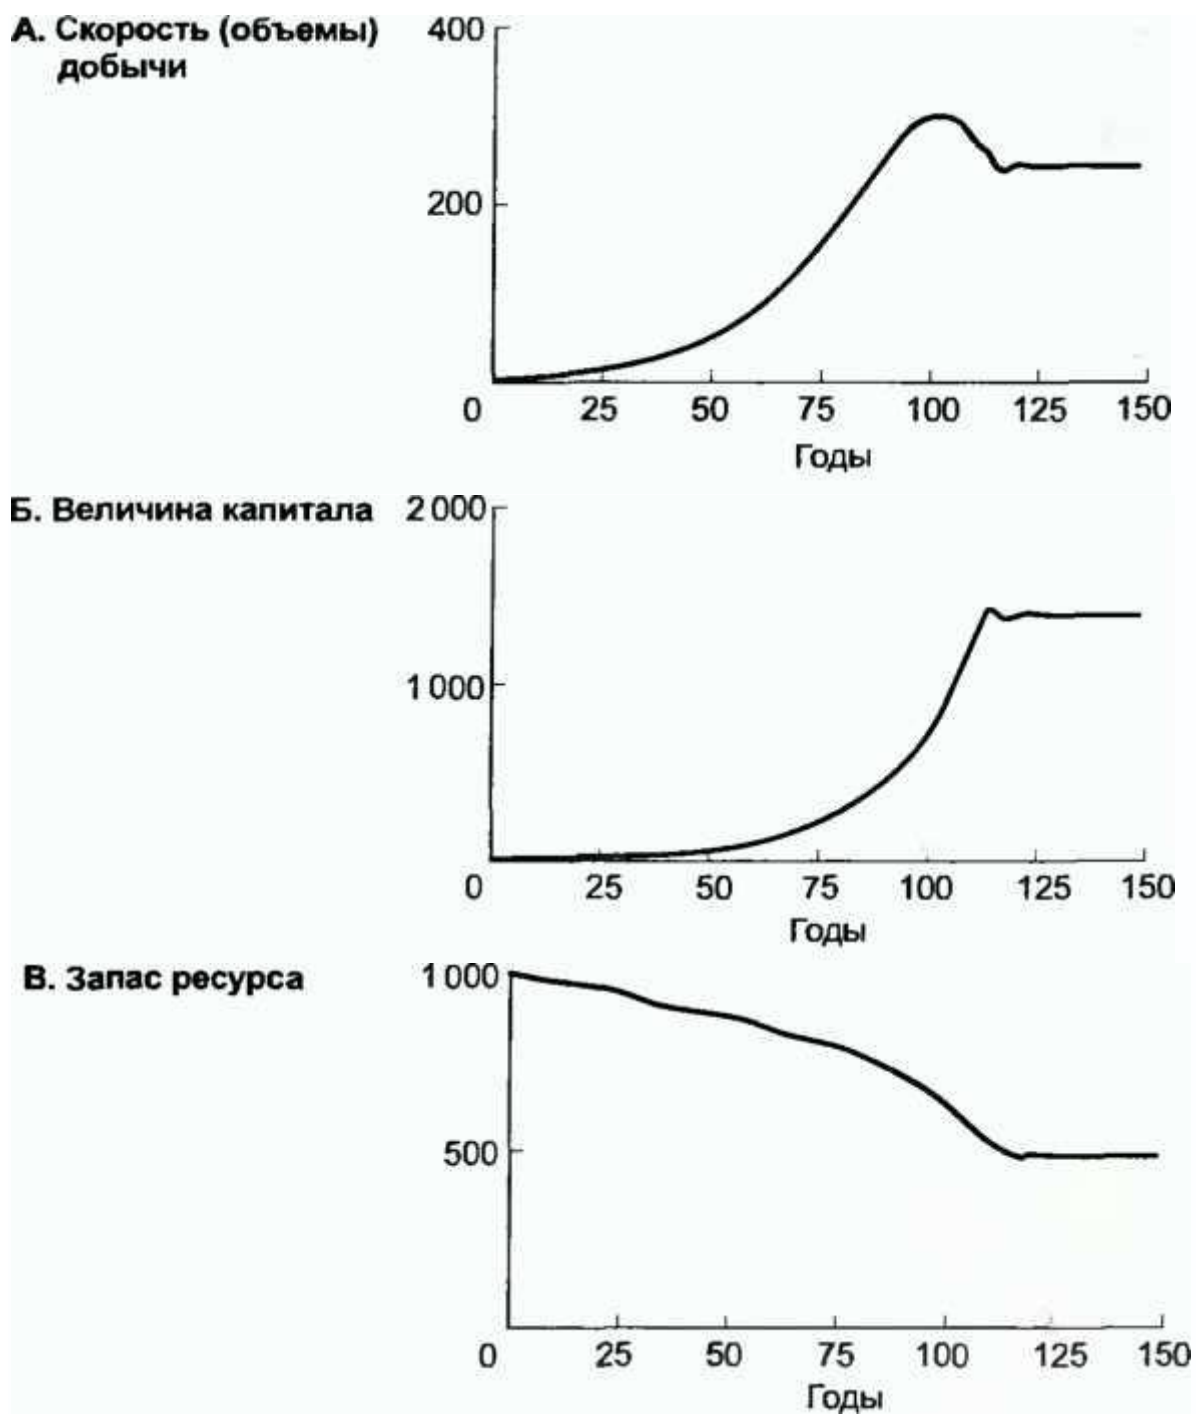 А. Скорость (объемы)
добычи
400
200
0 25 50 75 100 125 150
Годы
Б. Величина капитала
2 000
1 000
0 25 50 75 100 125 150
Годы
В. Запас ресурса
1 000
500
0 25 50 75 100 125 150
Годы